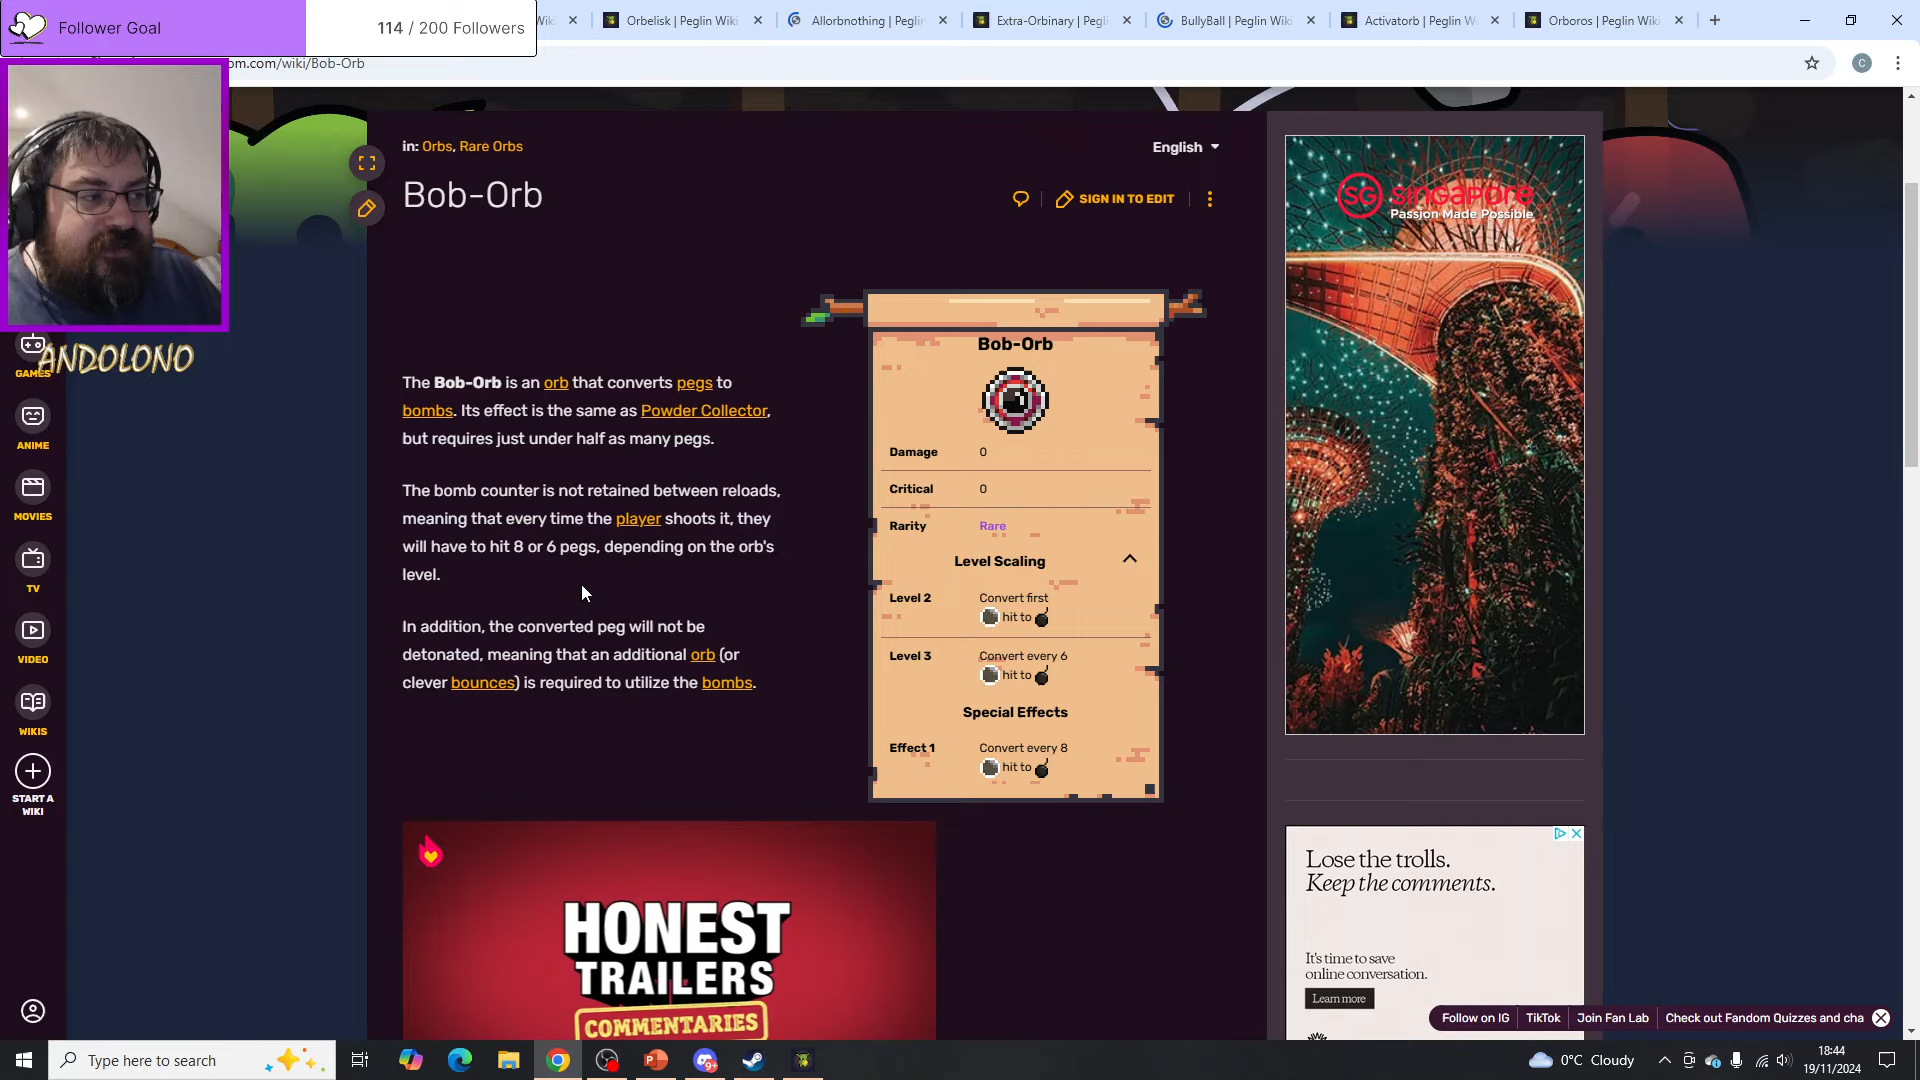 Follower Goal
114 / 200 Followers
Wiki
Orbelisk | Peglin Wiki
Allorbnothing | Peglin
Extra-Orbinary | Pegli
BullyBall | Peglin Wiki
Activatorb | Peglin W
Orboros | Peglin Wiki
om.com/wiki/Bob-Orb
C
ANDOLONO
GAMES
ANIME
MOVIES
TV
VIDEO
WIKIS
START A
WIKI
in: Orbs, Rare Orbs
English
Bob-Orb
SIGN IN TO EDIT
The Bob-Orb is an orb that converts pegs to
bombs. Its effect is the same as Powder Collector,
but requires just under half as many pegs.
The bomb counter is not retained between reloads,
meaning that every time the player shoots it, they
will have to hit 8 or 6 pegs, depending on the orb's
level.
In addition, the converted peg will not be
detonated, meaning that an additional orb (or
clever bounces) is required to utilize the bombs.
Bob-Orb
Damage 0
Critical 0
Rarity Rare
Level Scaling
Level 2 Convert first
hit to
Level 3 Convert every 6
hit to
Special Effects
Effect 1 Convert every 8
hit to
HONEST
TRAILERS
COMMENTARIES
SG SINGAPORE
Passion Made Possible
Lose the trolls.
Keep the comments.
It's time to save
online conversation.
Learn more
Follow on IG
TikTok
Join Fan Lab
Check out Fandom Quizzes and cha
Type here to search
9+
0°C Cloudy
18:44
19/11/2024